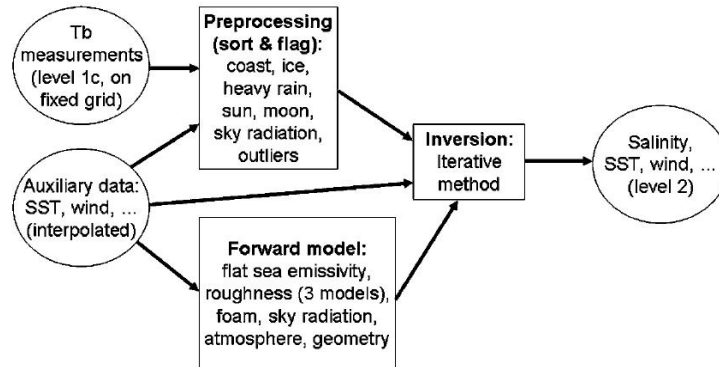 Tb
measurements
(level 1c, on
fixed grid)
Preprocessing
(sort & flag):
coast, ice,
heavy rain,
sun, moon,
sky radiation,
outliers
Inversion:
Iterative
method
Salinity,
SST, wind, ...
(level 2)
Auxiliary data:
SST, wind, ...
(interpolated)
Forward model:
flat sea emissivity,
roughness (3 models),
foam, sky radiation,
atmosphere, geometry